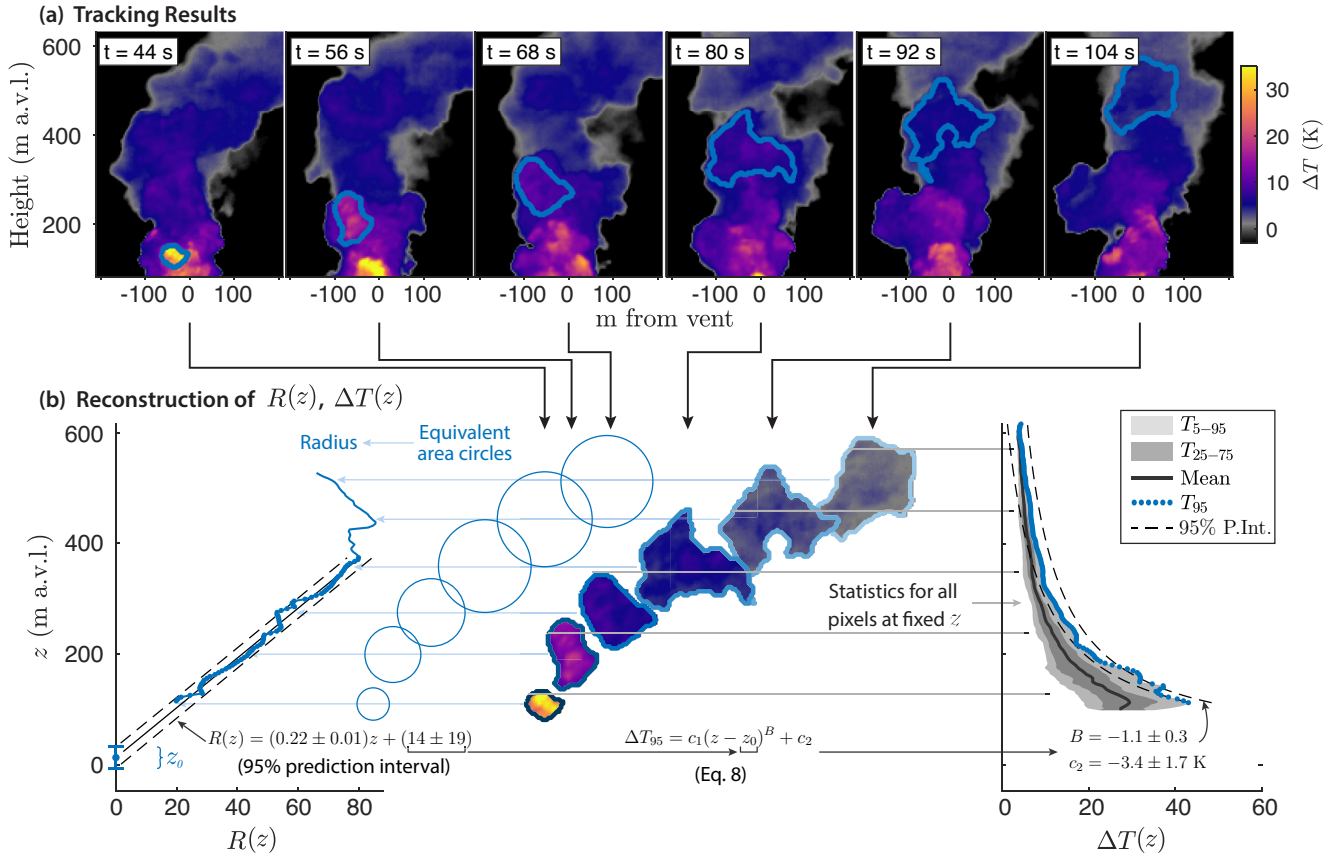 (a) Tracking Results
t = 44 s
t = 56 s
t = 68 s
t = 80 s
t = 92 s
t = 104 s
Height (m a.v.l.)
600
400
200
-100 0 100
-100 0 100
-100 0 100
-100 0 100
-100 0 100
-100 0 100
m from vent
30
20
10
0
ΔT (K)
(b) Reconstruction of R(z), ΔT(z)
Radius
Equivalent
area circles
z (m a.v.l.)
600
400
200
0
z₀
R(z) = (0.22 ± 0.01)z + (14 ± 19)
(95% prediction interval)
ΔT₉₅ = c₁(z − z₀)ᴮ + c₂
(Eq. 8)
Statistics for all
pixels at fixed z
T₅₋₉₅
T₂₅₋₇₅
Mean
T₉₅
95% P.Int.
B = −1.1 ± 0.3
c₂ = −3.4 ± 1.7 K
0 20 40 60 80
R(z)
0 20 40 60
ΔT(z)